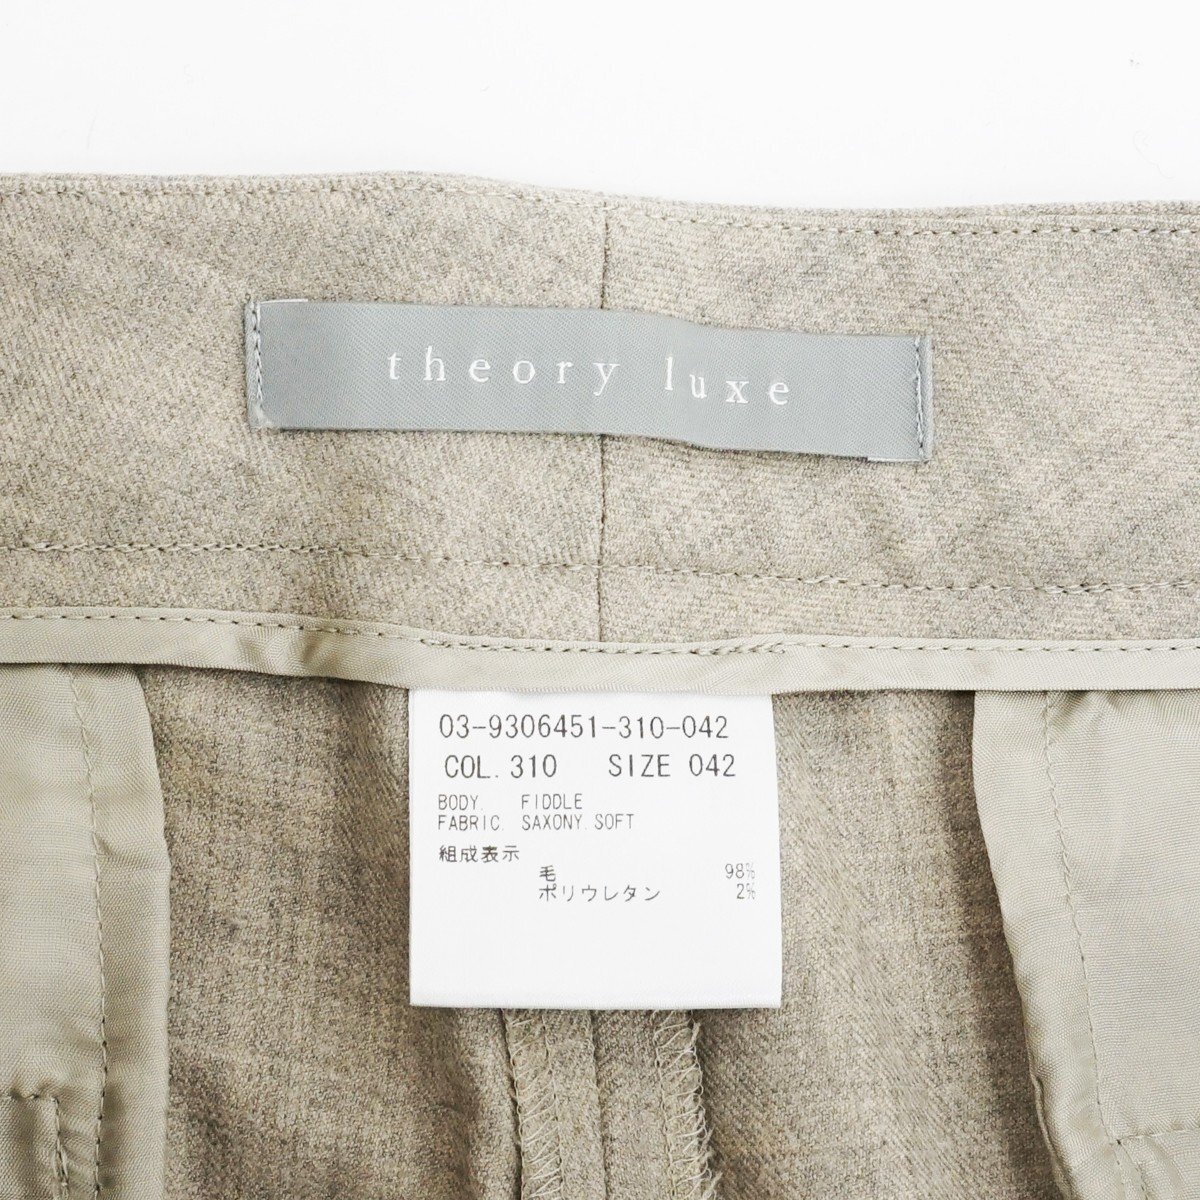 theory luxe
03-9306451-310-042
COL. 310 SIZE 042
BODY. FIDDLE
FABRIC. SAXONY.SOFT
組成表示
毛 98%
ポリウレタン 2%